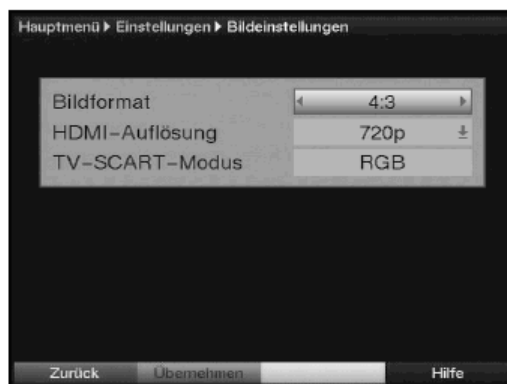 Hauptmenü ▶ Einstellungen ▶ Bildeinstellungen
Bildformat 4:3
HDMI-Auflösung 720p
TV-SCART-Modus RGB
Zurück Übernehmen Hilfe